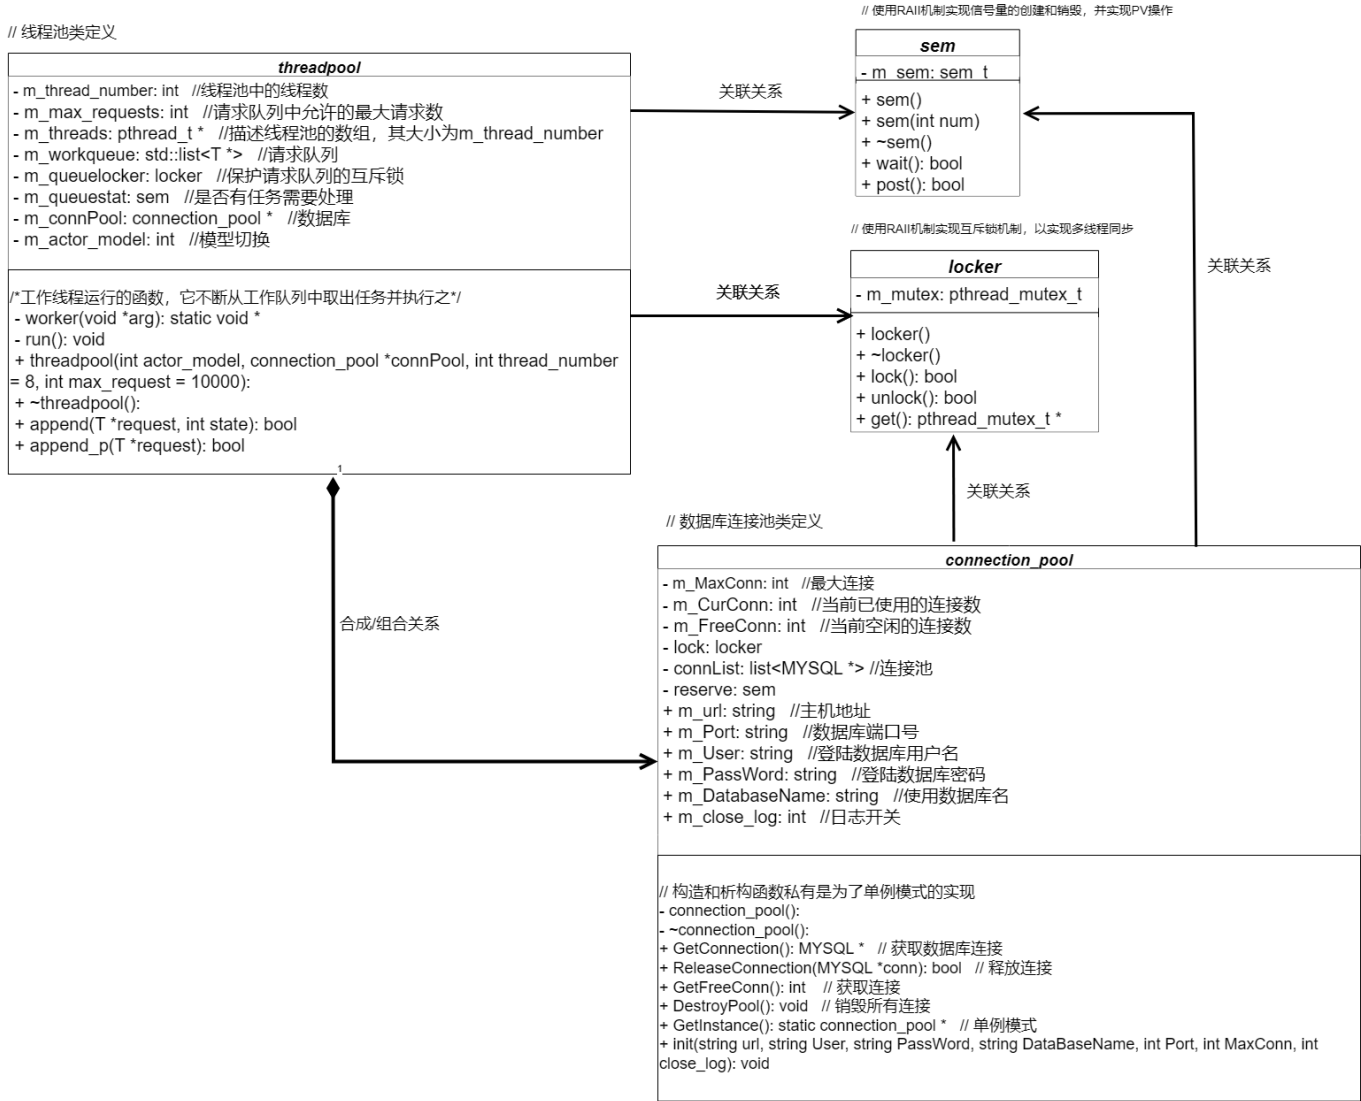 // 线程池类定义
threadpool
- m_thread_number: int //线程池中的线程数
- m_max_requests: int //请求队列中允许的最大请求数
- m_threads: pthread_t * //描述线程池的数组，其大小为m_thread_number
- m_workqueue: std::list<T *> //请求队列
- m_queuelocker: locker //保护请求队列的互斥锁
- m_queuestat: sem //是否有任务需要处理
- m_connPool: connection_pool * //数据库
- m_actor_model: int //模型切换
/*工作线程运行的函数，它不断从工作队列中取出任务并执行之*/
- worker(void *arg): static void *
- run(): void
+ threadpool(int actor_model, connection_pool *connPool, int thread_number
= 8, int max_request = 10000):
+ ~threadpool():
+ append(T *request, int state): bool
+ append_p(T *request): bool
1
合成/组合关系
关联关系
关联关系
// 使用RAII机制实现信号量的创建和销毁，并实现PV操作
sem
- m_sem: sem_t
+ sem()
+ sem(int num)
+ ~sem()
+ wait(): bool
+ post(): bool
关联关系
// 使用RAII机制实现互斥锁机制，以实现多线程同步
locker
- m_mutex: pthread_mutex_t
+ locker()
+ ~locker()
+ lock(): bool
+ unlock(): bool
+ get(): pthread_mutex_t *
关联关系
// 数据库连接池类定义
connection_pool
- m_MaxConn: int //最大连接
- m_CurConn: int //当前已使用的连接数
- m_FreeConn: int //当前空闲的连接数
- lock: locker
- connList: list<MYSQL *> //连接池
- reserve: sem
+ m_url: string //主机地址
+ m_Port: string //数据库端口号
+ m_User: string //登陆数据库用户名
+ m_PassWord: string //登陆数据库密码
+ m_DatabaseName: string //使用数据库名
+ m_close_log: int //日志开关
// 构造和析构函数私有是为了单例模式的实现
- connection_pool():
- ~connection_pool():
+ GetConnection(): MYSQL * // 获取数据库连接
+ ReleaseConnection(MYSQL *conn): bool // 释放连接
+ GetFreeConn(): int // 获取连接
+ DestroyPool(): void // 销毁所有连接
+ GetInstance(): static connection_pool * // 单例模式
+ init(string url, string User, string PassWord, string DataBaseName, int Port, int MaxConn, int
close_log): void